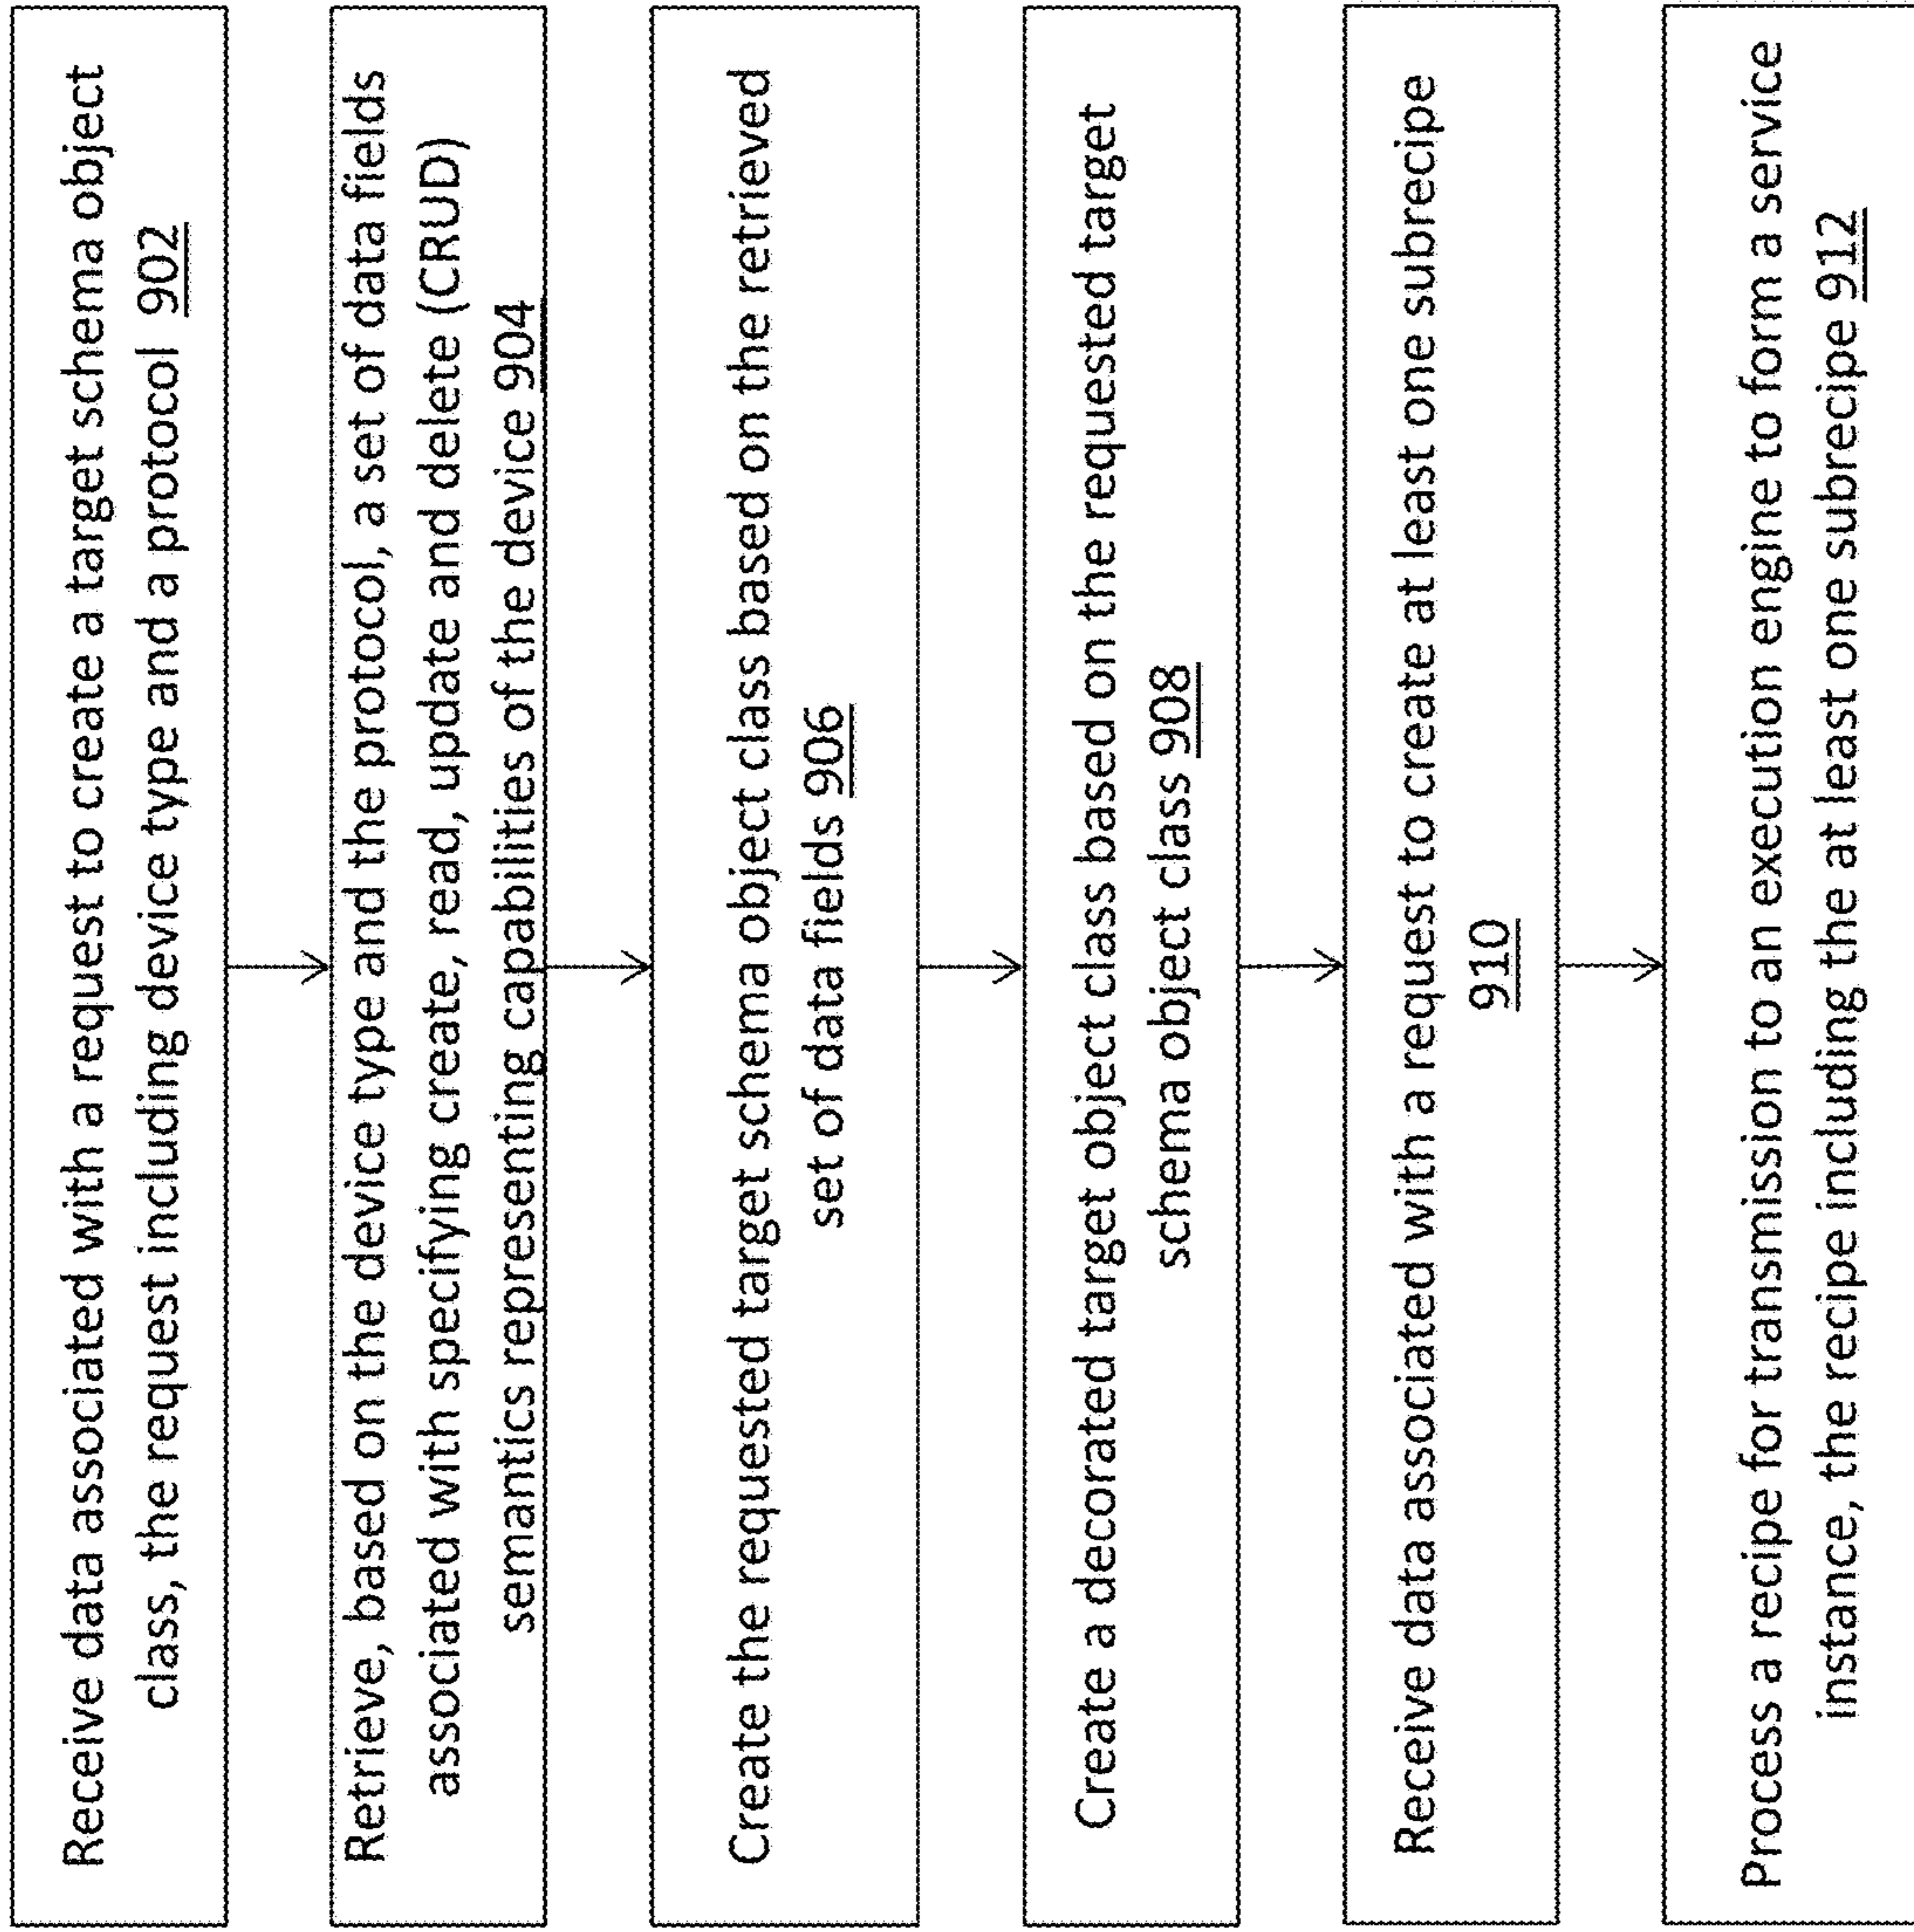 Receive data associated with a request to create a target schema object
class, the request including device type and a protocol 902
Retrieve, based on the device type and the protocol, a set of data fields
associated with specifying create, read, update and delete (CRUD)
semantics representing capabilities of the device 904
Create the requested target schema object class based on the retrieved
set of data fields 906
Create a decorated target object class based on the requested target
schema object class 908
Receive data associated with a request to create at least one subrecipe
910
Process a recipe for transmission to an execution engine to form a service
instance, the recipe including the at least one subrecipe 912